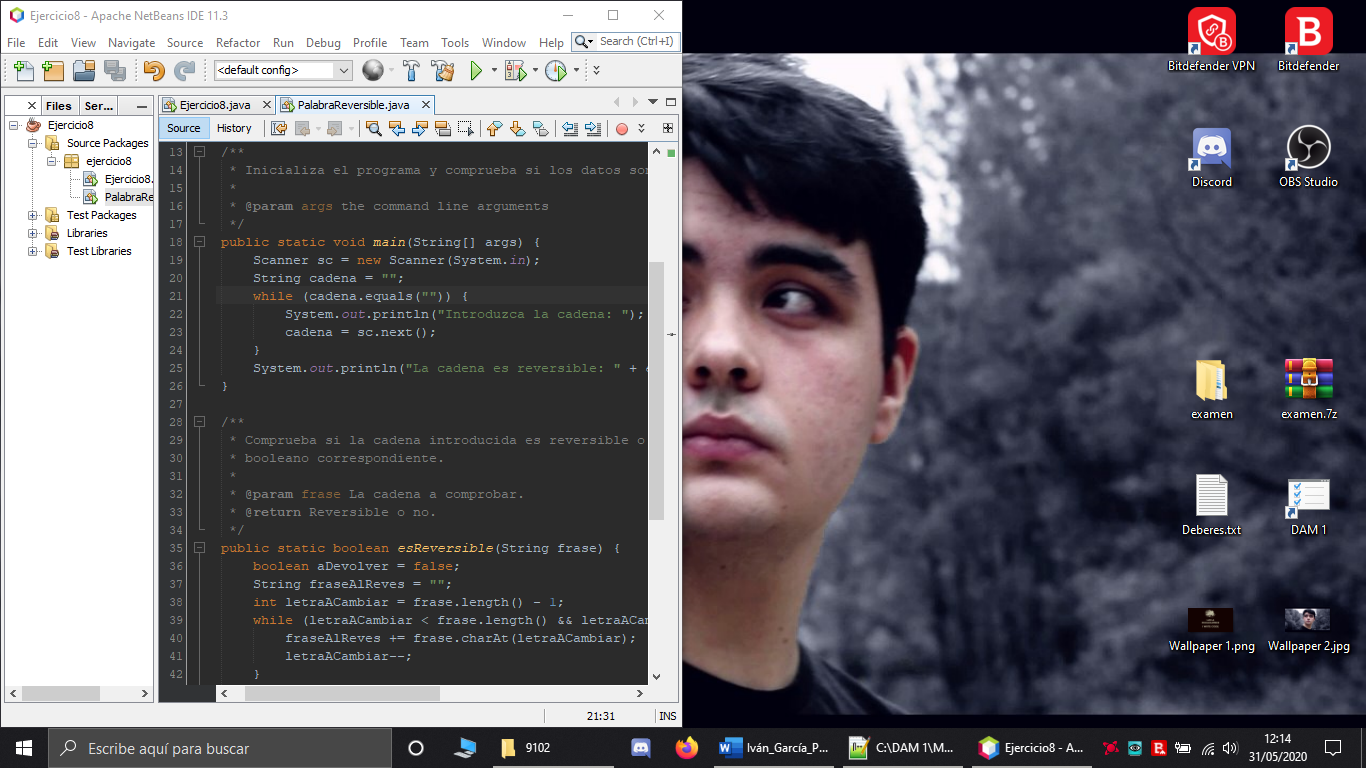 Ejercicio8 - Apache NetBeans IDE 11.3
File Edit View Navigate Source Refactor Run Debug Profile Team Tools Window Help Search (Ctrl+I)
<default config>
Files Ser...
Ejercicio8
Source Packages
ejercicio8
Ejercicio8.
PalabraRe
Test Packages
Libraries
Test Libraries
Ejercicio8.java PalabraReversible.java
Source History
13 /**
14 * Inicializa el programa y comprueba si los datos son
15 *
16 * @param args the command line arguments
17 */
18 public static void main(String[] args) {
19 Scanner sc = new Scanner(System.in);
20 String cadena = "";
21 while (cadena.equals("")) {
22 System.out.println("Introduzca la cadena: ");
23 cadena = sc.next();
24 }
25 System.out.println("La cadena es reversible: " + e
26 }
27
28 /**
29 * Comprueba si la cadena introducida es reversible o
30 * booleano correspondiente.
31 *
32 * @param frase La cadena a comprobar.
33 * @return Reversible o no.
34 */
35 public static boolean esReversible(String frase) {
36 boolean aDevolver = false;
37 String fraseAlReves = "";
38 int letraACambiar = frase.length() - 1;
39 while (letraACambiar < frase.length() && letraACam
40 fraseAlReves += frase.charAt(letraACambiar);
41 letraACambiar--;
42 }
21:31 INS
Bitdefender VPN
Bitdefender
Discord
OBS Studio
examen
examen.7z
Deberes.txt
DAM 1
Wallpaper 1.png
Wallpaper 2.jpg
Escribe aquí para buscar
9102
Iván_García_P...
C:\DAM 1\M...
Ejercicio8 - A...
12:14
31/05/2020